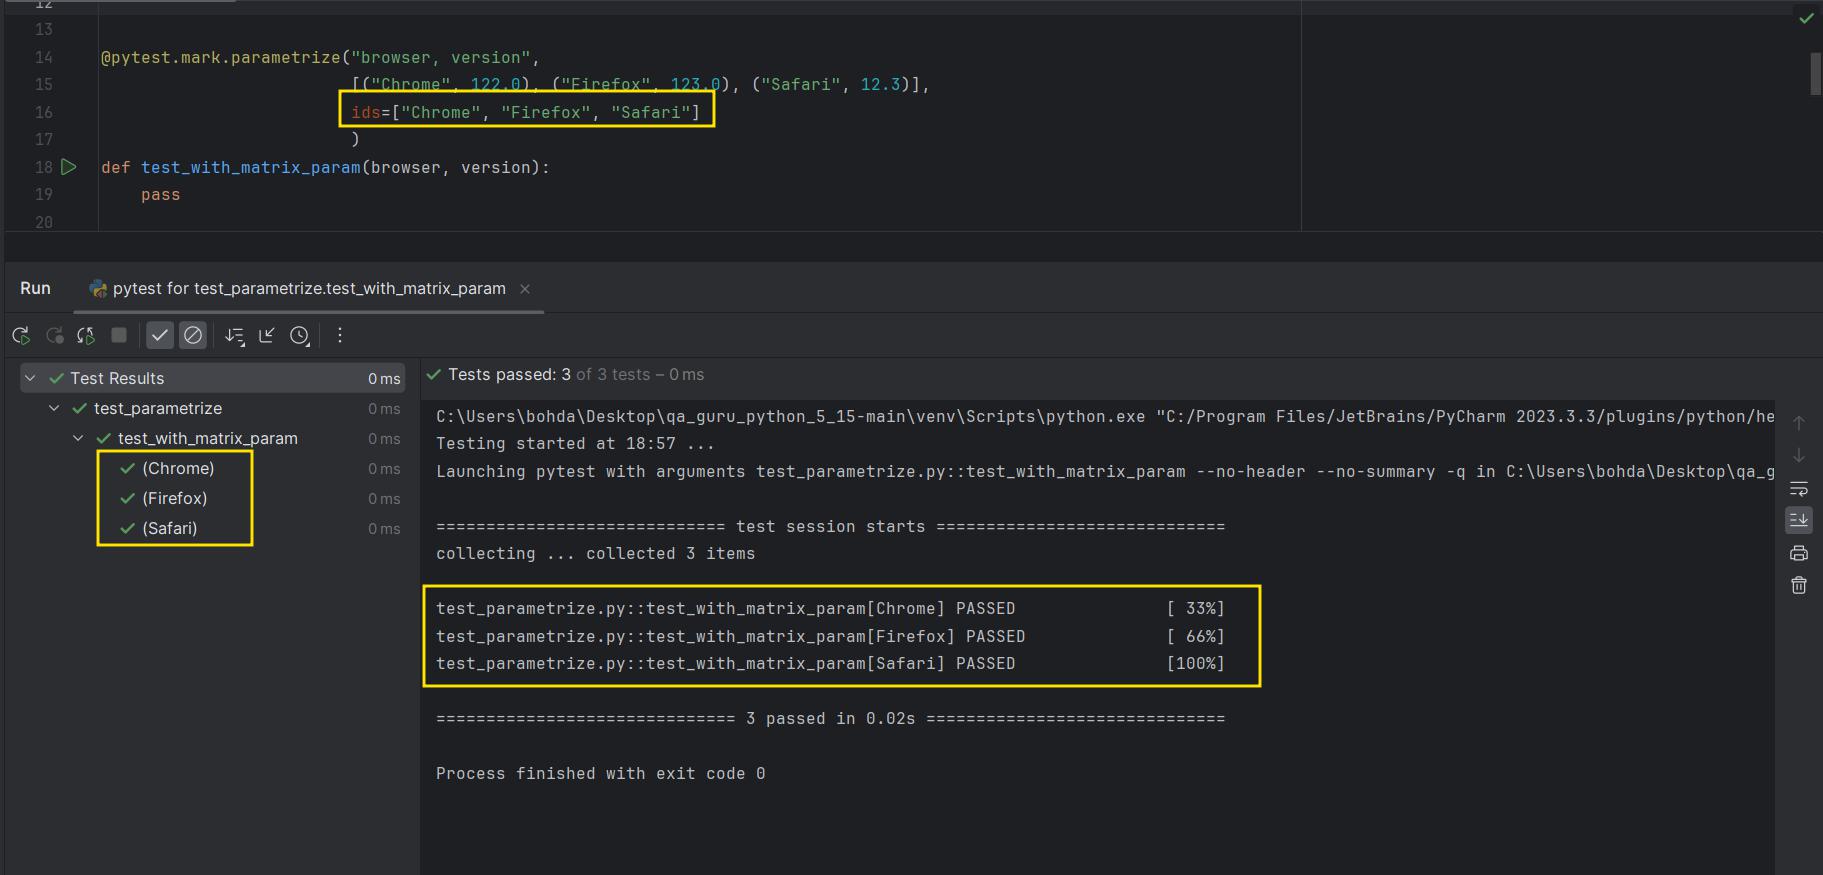 12
13
14 @pytest.mark.parametrize("browser, version",
15 [("Chrome", 122.0), ("Firefox", 123.0), ("Safari", 12.3)],
16 ids=["Chrome", "Firefox", "Safari"]
17 )
18 def test_with_matrix_param(browser, version):
19 pass
20
Run pytest for test_parametrize.test_with_matrix_param
Test Results 0 ms
test_parametrize 0 ms
test_with_matrix_param 0 ms
(Chrome) 0 ms
(Firefox) 0 ms
(Safari) 0 ms
Tests passed: 3 of 3 tests – 0 ms
C:\Users\bohda\Desktop\qa_guru_python_5_15-main\venv\Scripts\python.exe "C:/Program Files/JetBrains/PyCharm 2023.3.3/plugins/python/he
Testing started at 18:57 ...
Launching pytest with arguments test_parametrize.py::test_with_matrix_param --no-header --no-summary -q in C:\Users\bohda\Desktop\qa_g
============================= test session starts =============================
collecting ... collected 3 items
test_parametrize.py::test_with_matrix_param[Chrome] PASSED [ 33%]
test_parametrize.py::test_with_matrix_param[Firefox] PASSED [ 66%]
test_parametrize.py::test_with_matrix_param[Safari] PASSED [100%]
============================== 3 passed in 0.02s ==============================
Process finished with exit code 0